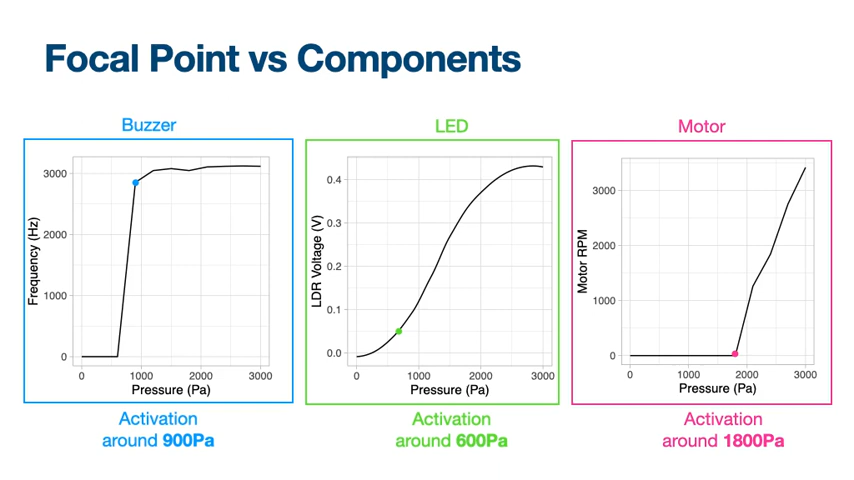 Focal Point vs Components
Buzzer
Frequency (Hz)
3000
2000
1000
0
0 1000 2000 3000
Pressure (Pa)
Activation
around 900Pa
LED
LDR Voltage (V)
0.4
0.3
0.2
0.1
0.0
0 1000 2000 3000
Pressure (Pa)
Activation
around 600Pa
Motor
Motor RPM
3000
2000
1000
0
0 1000 2000 3000
Pressure (Pa)
Activation
around 1800Pa